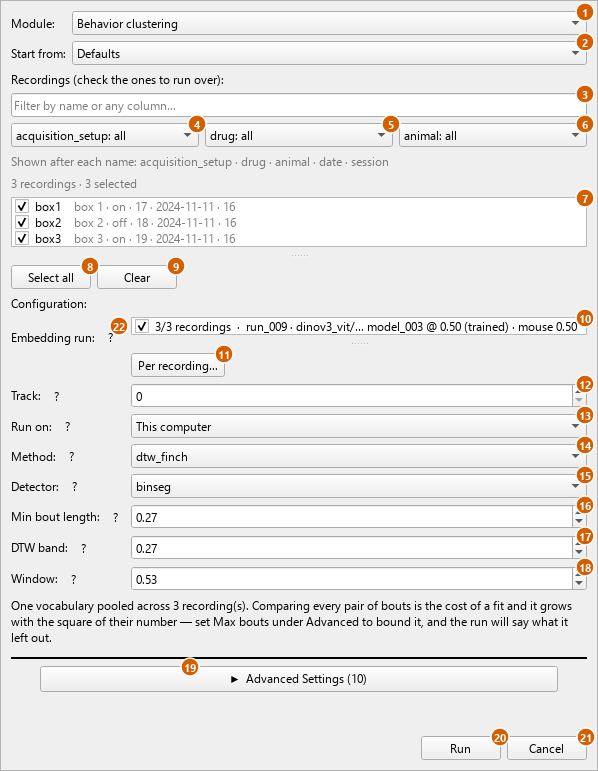 Module: Behavior clustering 1
Start from: Defaults 2
Recordings (check the ones to run over):
Filter by name or any column... 3
acquisition_setup: all 4 drug: all 5 animal: all 6
Shown after each name: acquisition_setup · drug · animal · date · session
3 recordings · 3 selected
7
box1 box 1 · on · 17 · 2024-11-11 · 16
box2 box 2 · off · 18 · 2024-11-11 · 16
box3 box 3 · on · 19 · 2024-11-11 · 16
Select all 8 Clear 9
Configuration:
Embedding run: ? 22 3/3 recordings · run_009 · dinov3_vit/... model_003 @ 0.50 (trained) · mouse 0.50 10
Per recording... 11
Track: ? 0 12
Run on: ? This computer 13
Method: ? dtw_finch 14
Detector: ? binseg 15
Min bout length: ? 0.27 16
DTW band: ? 0.27 17
Window: ? 0.53 18
One vocabulary pooled across 3 recording(s). Comparing every pair of bouts is the cost of a fit and it grows
with the square of their number — set Max bouts under Advanced to bound it, and the run will say what it
left out.
19
► Advanced Settings (10)
Run 20 Cancel 21